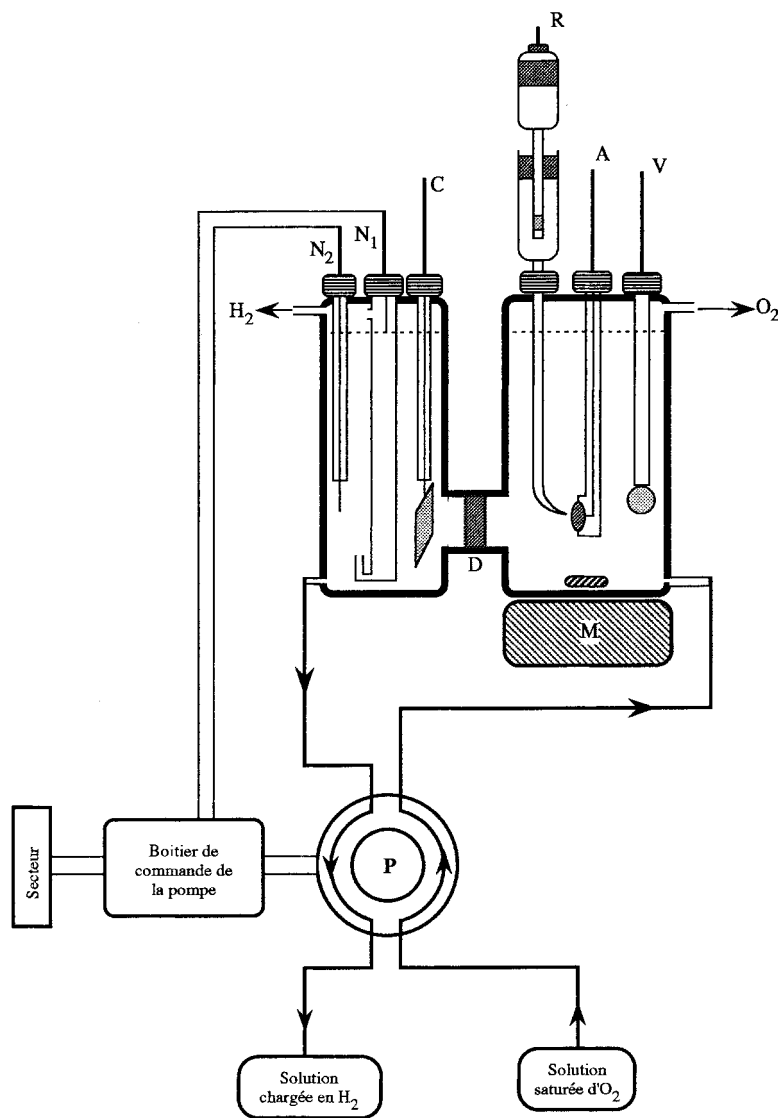 R
A
V
C
N1
N2
H2
O2
D
M
Secteur
Boitier de
commande de
la pompe
P
Solution
chargée en H2
Solution
saturée d'O2